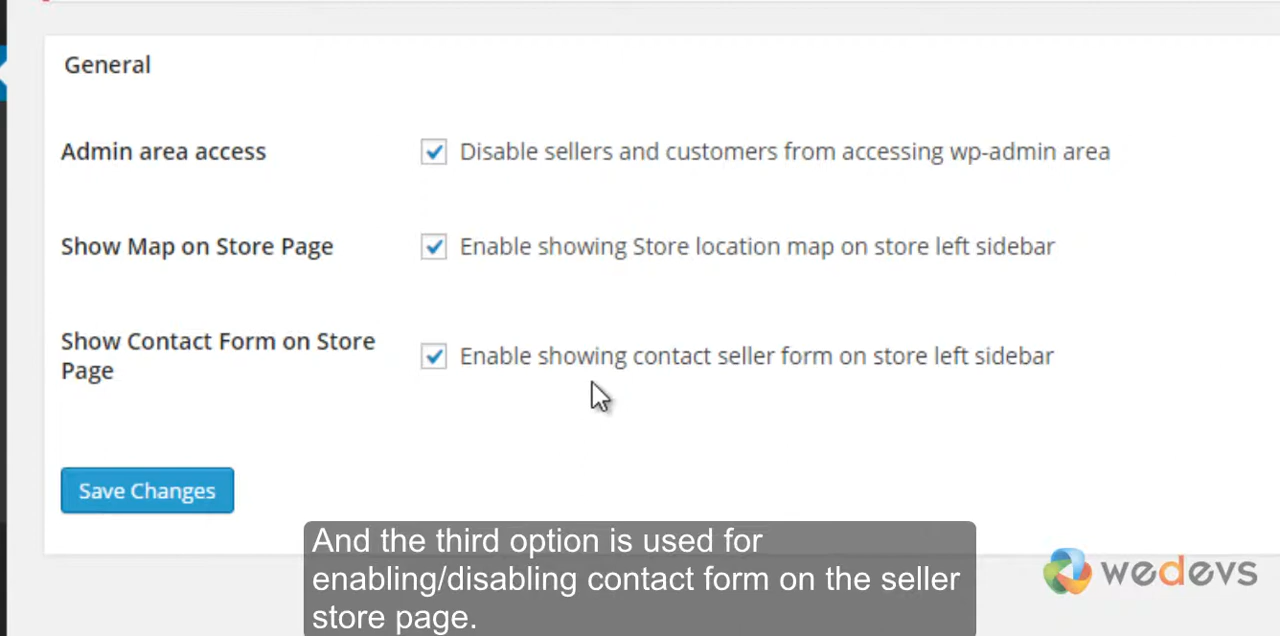 General
Admin area access
Disable sellers and customers from accessing wp-admin area
Show Map on Store Page
Enable showing Store location map on store left sidebar
Show Contact Form on Store
Page
Enable showing contact seller form on store left sidebar
Save Changes
And the third option is used for
enabling/disabling contact form on the seller
store page.
wedevs